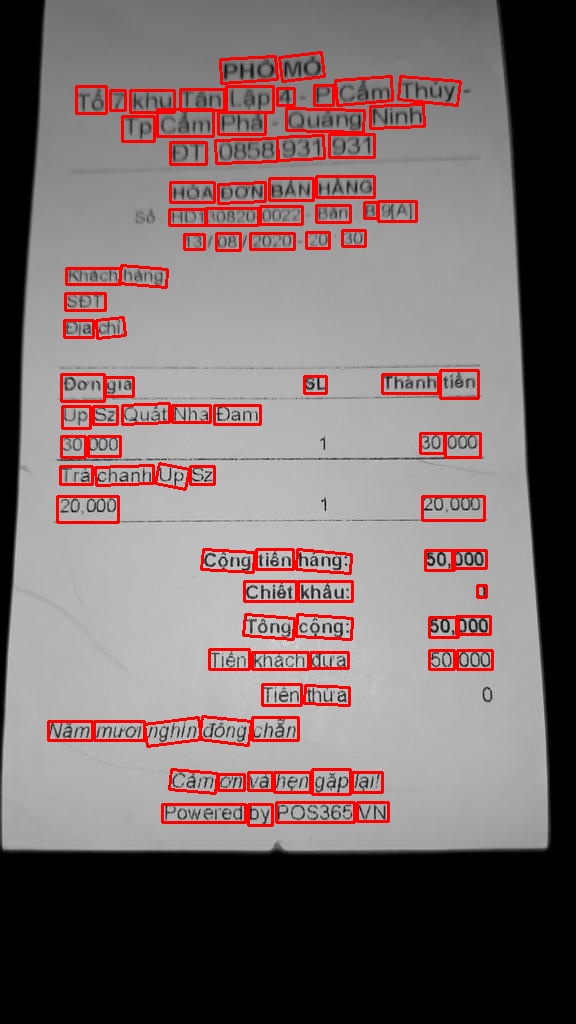 PHỐ MỎ
Tổ 7 khu Tân Lập 4 - P Cẩm Thủy -
Tp Cẩm Phả - Quảng Ninh
ĐT 0858 931 931
HÓA ĐƠN BÁN HÀNG
Số HD130820 0022 - Bàn B 9[A]
13/08/2020 - 20 30
Khách hàng
SĐT
Địa chỉ
Đơn giá SL Thành tiền
Up Sz Quất Nha Đam
30 000 1 30 000
Trà chanh Up Sz
20,000 1 20,000
Cộng tiền hàng: 50,000
Chiết khấu: 0
Tổng cộng: 50,000
Tiền khách đưa 50 000
Tiền thừa 0
Năm mươi nghìn đồng chẵn
Cảm ơn và hẹn gặp lại!
Powered by POS365 VN